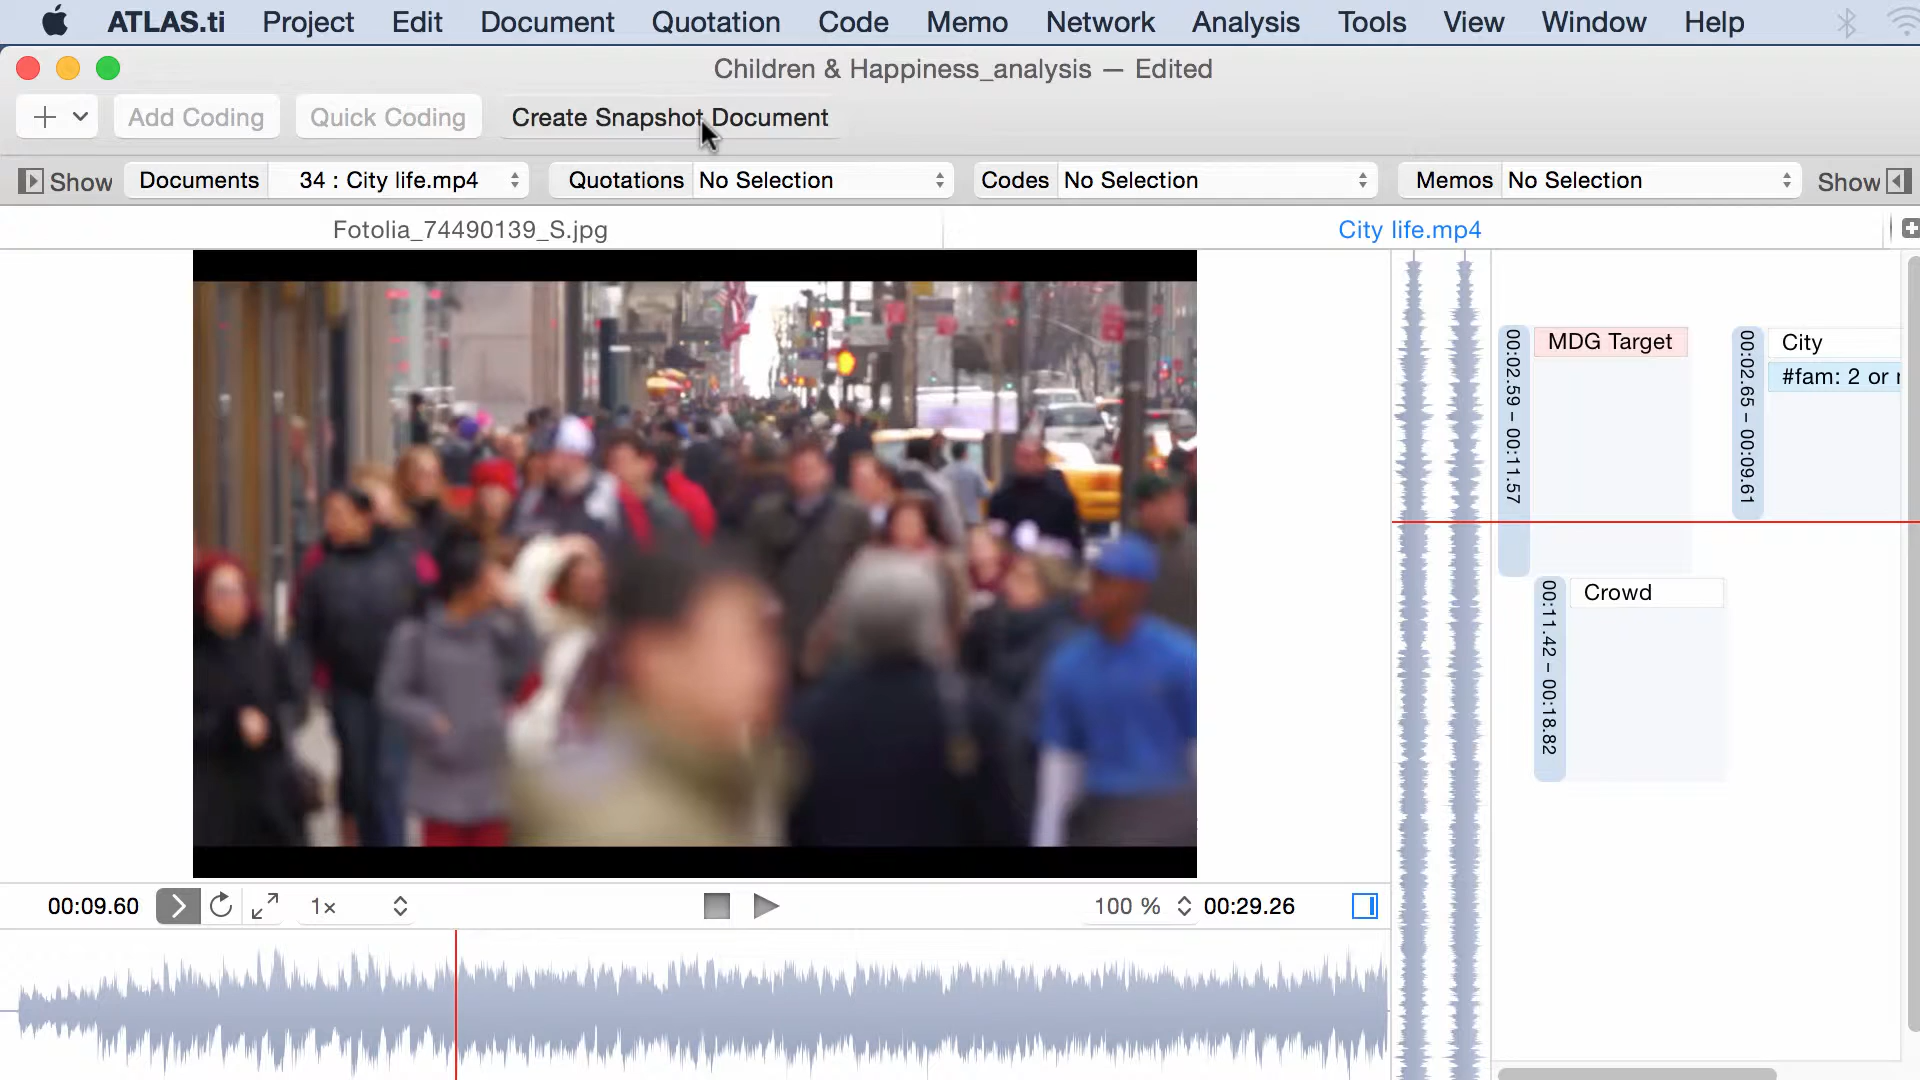 ATLAS.ti Project Edit Document Quotation Code Memo Network Analysis Tools View Window Help
Children & Happiness_analysis — Edited
Add Coding Quick Coding Create Snapshot Document
Show Documents 34 : City life.mp4 Quotations No Selection Codes No Selection Memos No Selection Show
Fotolia_74490139_S.jpg City life.mp4
00:02.59 – 00:11.57
MDG Target
00:02.65 – 00:09.61
City
#fam: 2 or
00:11.42 – 00:18.82
Crowd
00:09.60 1× 100 % 00:29.26